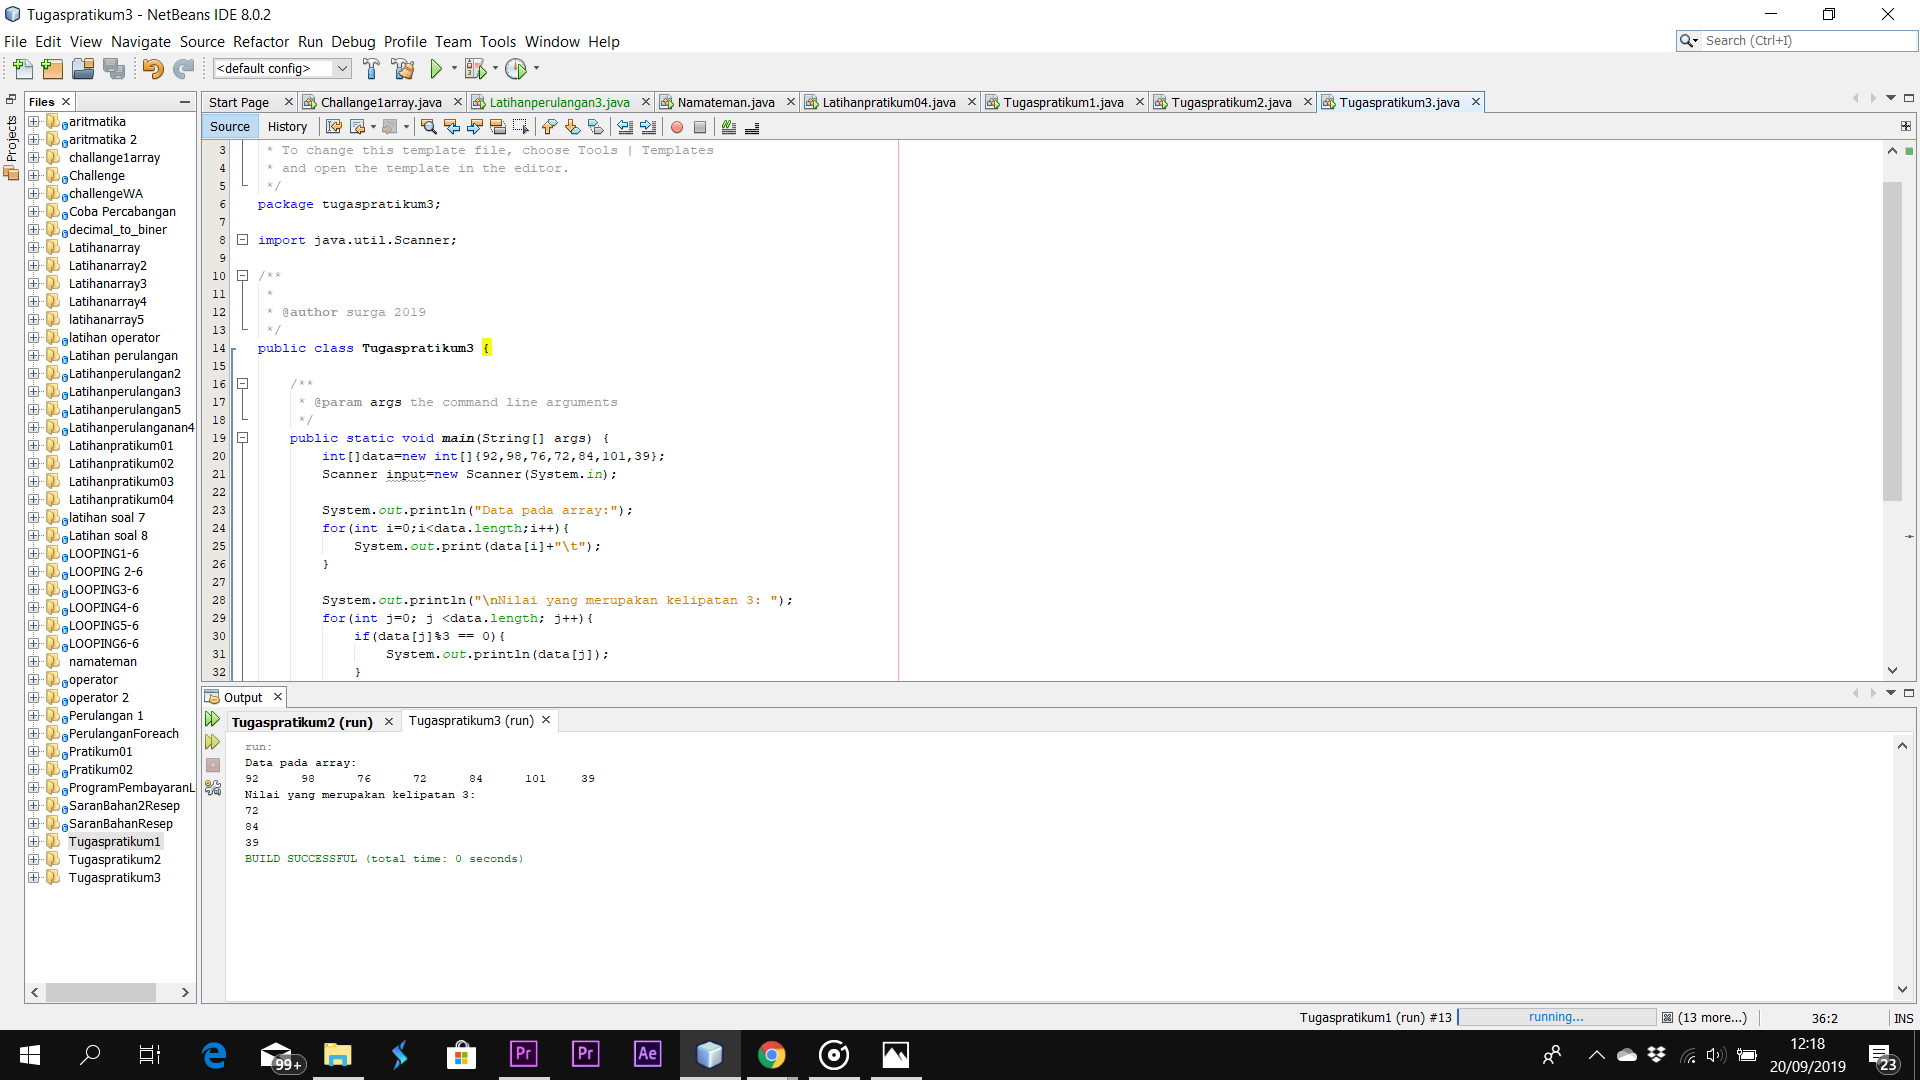 Tugaspratikum3 - NetBeans IDE 8.0.2
File Edit View Navigate Source Refactor Run Debug Profile Team Tools Window Help
Search (Ctrl+I)
<default config>
Files
Projects
aritmatika
aritmatika 2
challange1array
Challenge
challengeWA
Coba Percabangan
decimal_to_biner
Latihanarray
Latihanarray2
Latihanarray3
Latihanarray4
latihanarray5
latihan operator
Latihan perulangan
Latihanperulangan2
Latihanperulangan3
Latihanperulangan5
Latihanperulanganan4
Latihanpratikum01
Latihanpratikum02
Latihanpratikum03
Latihanpratikum04
latihan soal 7
Latihan soal 8
LOOPING1-6
LOOPING 2-6
LOOPING3-6
LOOPING4-6
LOOPING5-6
LOOPING6-6
namateman
operator
operator 2
Perulangan 1
PerulanganForeach
Pratikum01
Pratikum02
ProgramPembayaranL
SaranBahan2Resep
SaranBahanResep
Tugaspratikum1
Tugaspratikum2
Tugaspratikum3
Start Page Challange1array.java Latihanperulangan3.java Namateman.java Latihanpratikum04.java Tugaspratikum1.java Tugaspratikum2.java Tugaspratikum3.java
Source History
3 * To change this template file, choose Tools | Templates
4 * and open the template in the editor.
5 */
6 package tugaspratikum3;
7
8 import java.util.Scanner;
9
10 /**
11 *
12 * @author surga 2019
13 */
14 public class Tugaspratikum3 {
15
16 /**
17 * @param args the command line arguments
18 */
19 public static void main(String[] args) {
20 int[]data=new int[]{92,98,76,72,84,101,39};
21 Scanner input=new Scanner(System.in);
22
23 System.out.println("Data pada array:");
24 for(int i=0;i<data.length;i++){
25 System.out.print(data[i]+"\t");
26 }
27
28 System.out.println("\nNilai yang merupakan kelipatan 3: ");
29 for(int j=0; j <data.length; j++){
30 if(data[j]%3 == 0){
31 System.out.println(data[j]);
32 }
Output
Tugaspratikum2 (run) Tugaspratikum3 (run)
run:
Data pada array:
92 98 76 72 84 101 39
Nilai yang merupakan kelipatan 3:
72
84
39
BUILD SUCCESSFUL (total time: 0 seconds)
Tugaspratikum1 (run) #13 running... (13 more...) 36:2 INS
99+
Pr Pr Ae
12:18
20/09/2019
23